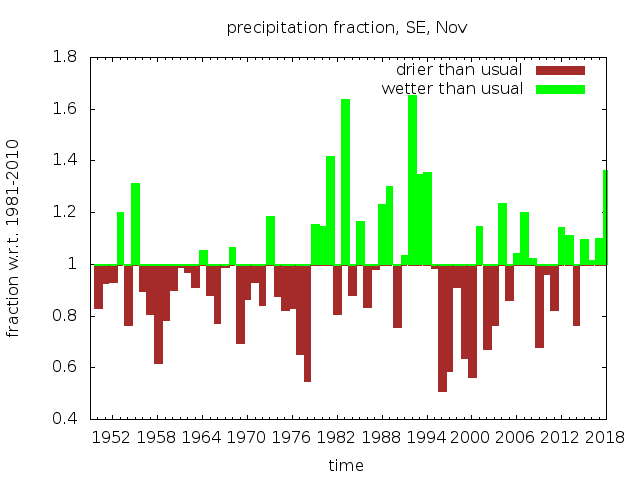 precipitation fraction, SE, Nov
drier than usual
wetter than usual
fraction w.r.t. 1981-2010
1.8
1.6
1.4
1.2
1
0.8
0.6
0.4
1952 1958 1964 1970 1976 1982 1988 1994 2000 2006 2012 2018
time